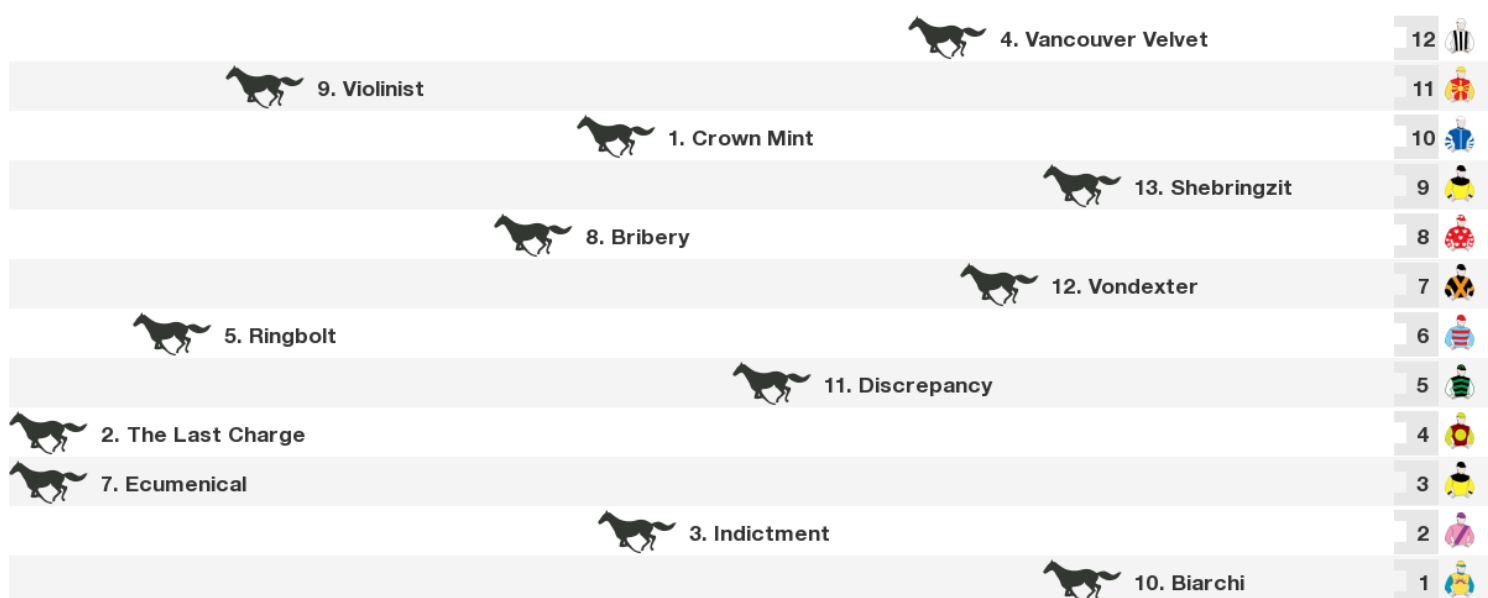 4. Vancouver Velvet 12
9. Violinist 11
1. Crown Mint 10
13. Shebringzit 9
8. Bribery 8
12. Vondexter 7
5. Ringbolt 6
11. Discrepancy 5
2. The Last Charge 4
7. Ecumenical 3
3. Indictment 2
10. Biarchi 1